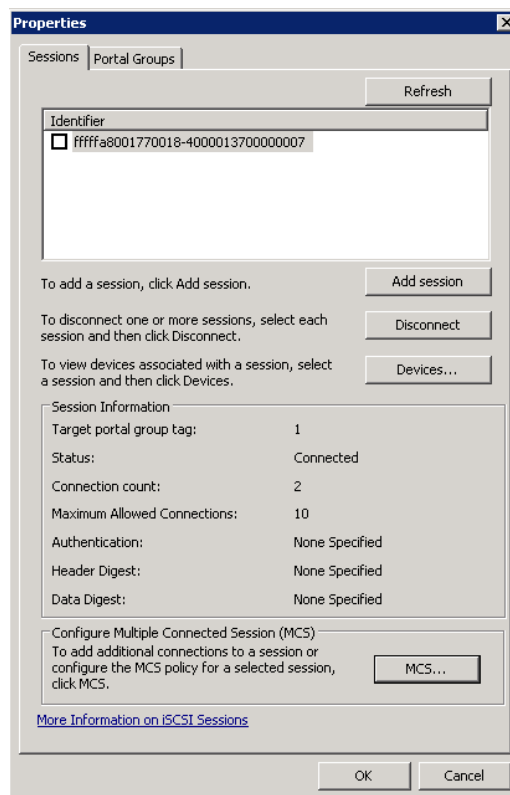 Properties
Sessions
Portal Groups
Refresh
Identifier
fffffa8001770018-4000013700000007
To add a session, click Add session.
Add session
To disconnect one or more sessions, select each
session and then click Disconnect.
Disconnect
To view devices associated with a session, select
a session and then click Devices.
Devices...
Session Information
Target portal group tag: 1
Status: Connected
Connection count: 2
Maximum Allowed Connections: 10
Authentication: None Specified
Header Digest: None Specified
Data Digest: None Specified
Configure Multiple Connected Session (MCS)
To add additional connections to a session or
configure the MCS policy for a selected session,
click MCS.
MCS...
More Information on iSCSI Sessions
OK
Cancel